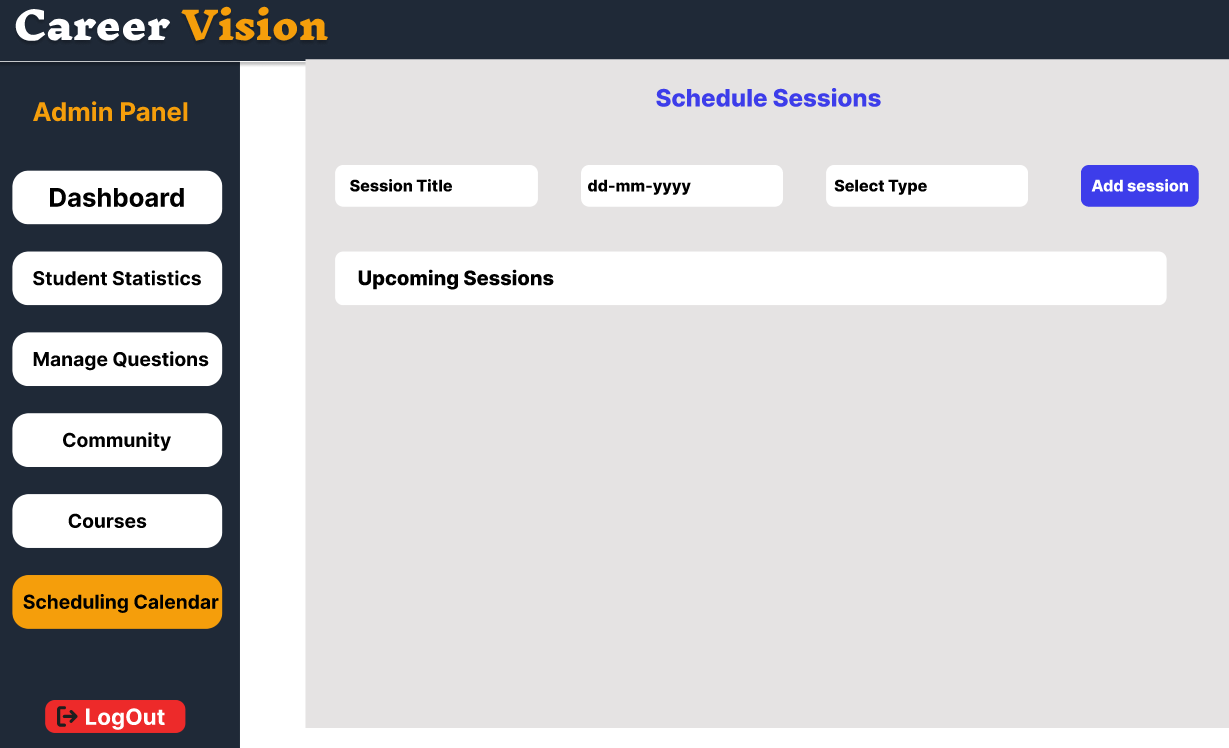 Career Vision
Admin Panel
Dashboard
Student Statistics
Manage Questions
Community
Courses
Scheduling Calendar
LogOut
Schedule Sessions
Session Title
dd-mm-yyyy
Select Type
Add session
Upcoming Sessions